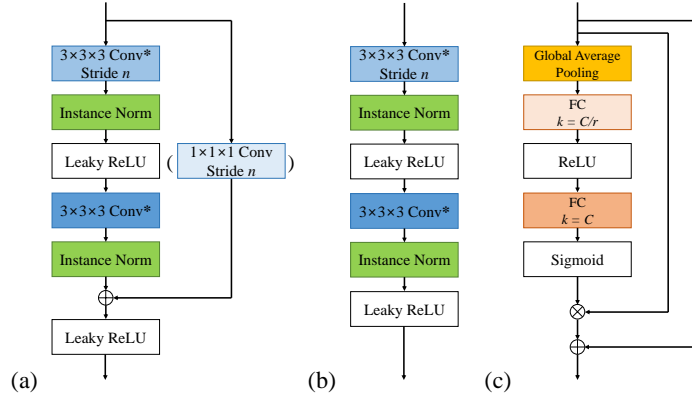 3×3×3 Conv*
Stride n
Instance Norm
Leaky ReLU
3×3×3 Conv*
Instance Norm
Leaky ReLU
( 1×1×1 Conv
Stride n )
(a)
3×3×3 Conv*
Stride n
Instance Norm
Leaky ReLU
3×3×3 Conv*
Instance Norm
Leaky ReLU
(b)
Global Average
Pooling
FC
k = C/r
ReLU
FC
k = C
Sigmoid
(c)